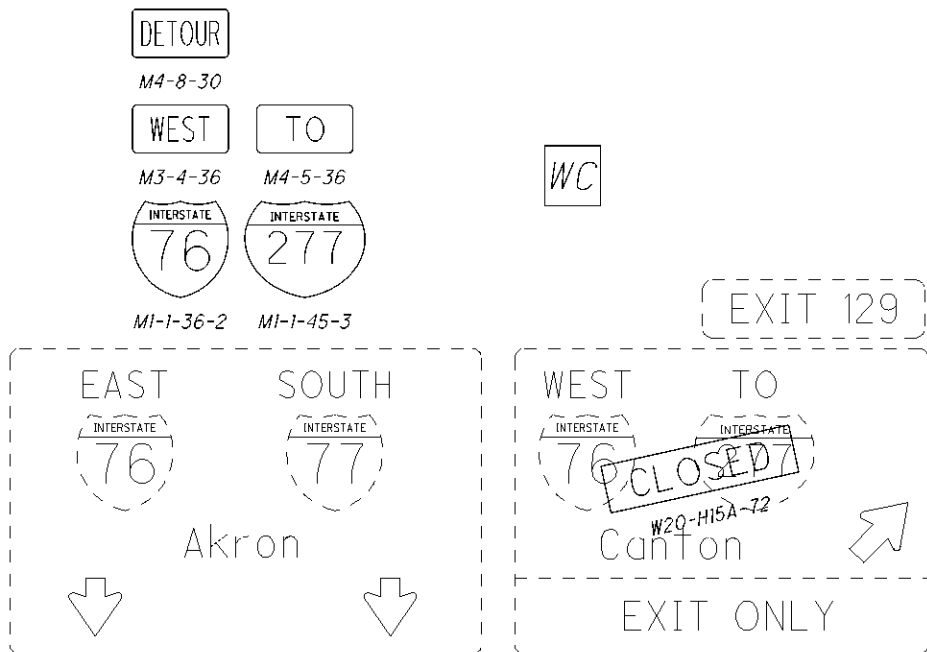 DETOUR
M4-8-30
WEST TO
M3-4-36 M4-5-36
WC
INTERSTATE INTERSTATE
76 277
M1-1-36-2 M1-1-45-3
EXIT 129
EAST SOUTH
INTERSTATE INTERSTATE
76 77
Akron
WEST TO
INTERSTATE INTERSTATE
76 277
CLOSED
W20-H15A-72
Canton
EXIT ONLY